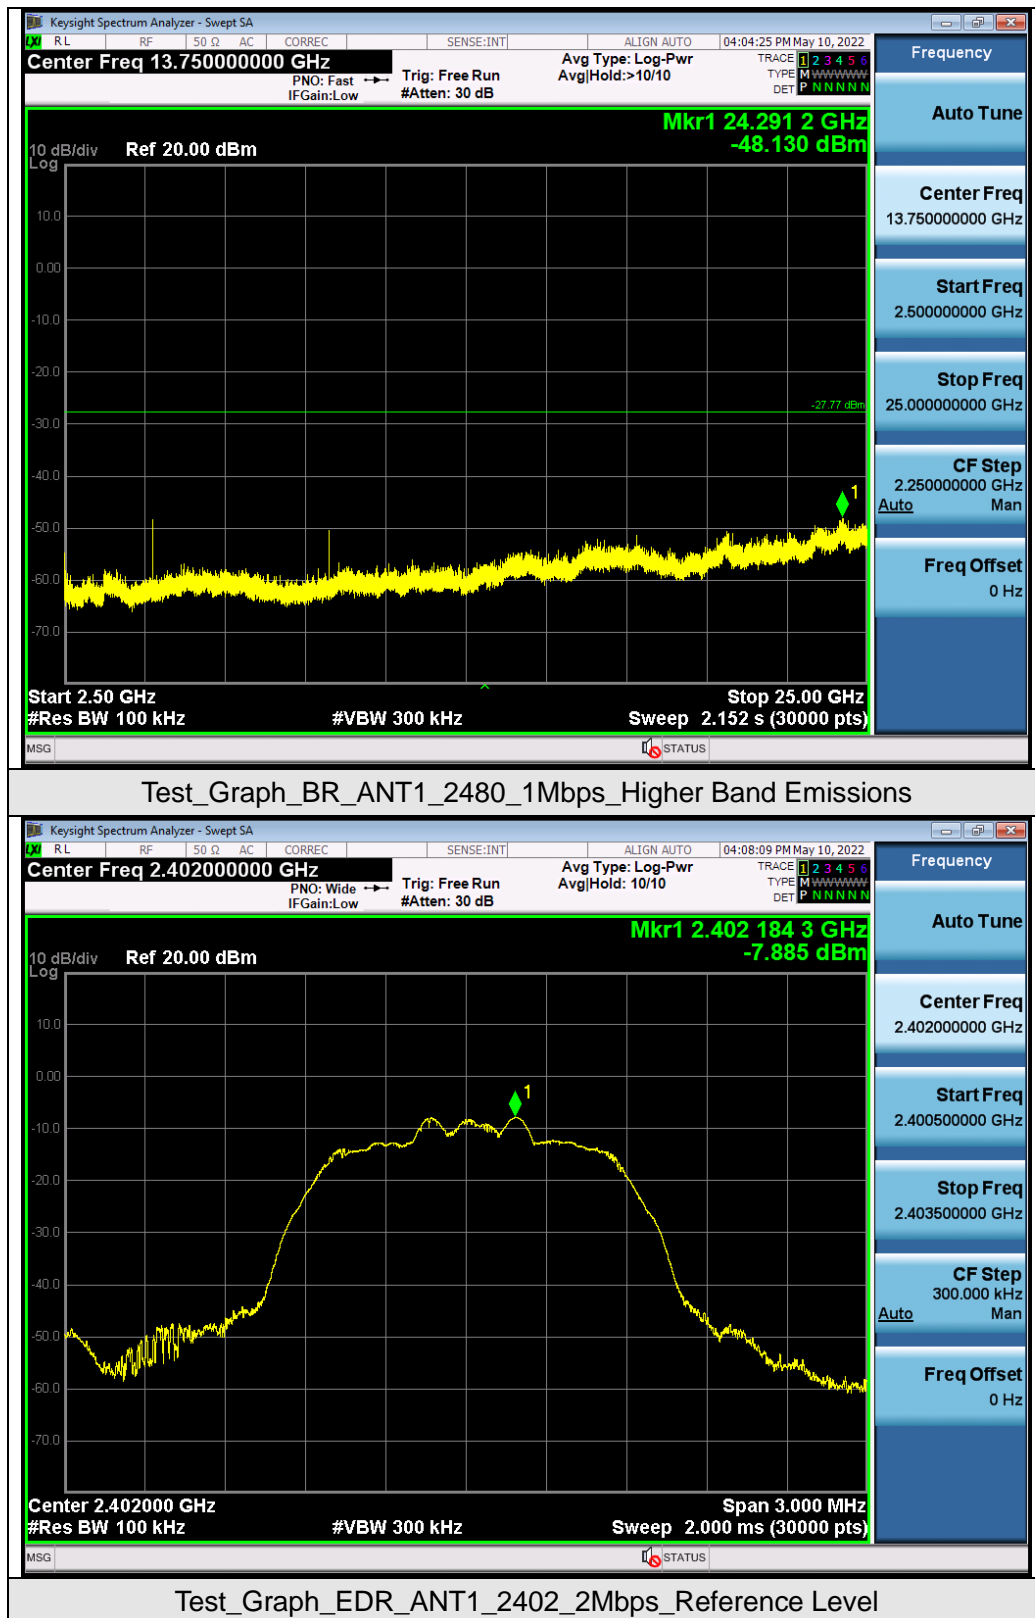 Keysight Spectrum Analyzer - Swept SA
LXI RL RF 50 Ω AC CORREC SENSE:INT ALIGN AUTO 04:04:25 PM May 10, 2022
Center Freq 13.750000000 GHz
PNO: Fast
IFGain:Low
Trig: Free Run
#Atten: 30 dB
Avg Type: Log-Pwr
Avg|Hold:>10/10
TRACE 1 2 3 4 5 6
TYPE M WWWWW
DET P N N N N N
Mkr1 24.291 2 GHz
-48.130 dBm
10 dB/div Ref 20.00 dBm
Log
10.0
0.00
-10.0
-20.0
-27.77 dBm
-30.0
-40.0
1
-50.0
-60.0
-70.0
Start 2.50 GHz Stop 25.00 GHz
#Res BW 100 kHz #VBW 300 kHz Sweep 2.152 s (30000 pts)
MSG STATUS
Frequency
Auto Tune
Center Freq
13.750000000 GHz
Start Freq
2.500000000 GHz
Stop Freq
25.000000000 GHz
CF Step
2.250000000 GHz
Auto Man
Freq Offset
0 Hz
Test_Graph_BR_ANT1_2480_1Mbps_Higher Band Emissions
Keysight Spectrum Analyzer - Swept SA
LXI RL RF 50 Ω AC CORREC SENSE:INT ALIGN AUTO 04:08:09 PM May 10, 2022
Center Freq 2.402000000 GHz
PNO: Wide
IFGain:Low
Trig: Free Run
#Atten: 30 dB
Avg Type: Log-Pwr
Avg|Hold: 10/10
TRACE 1 2 3 4 5 6
TYPE M WWWWW
DET P N N N N N
Mkr1 2.402 184 3 GHz
-7.885 dBm
10 dB/div Ref 20.00 dBm
Log
10.0
0.00
1
-10.0
-20.0
-30.0
-40.0
-50.0
-60.0
-70.0
Center 2.402000 GHz Span 3.000 MHz
#Res BW 100 kHz #VBW 300 kHz Sweep 2.000 ms (30000 pts)
MSG STATUS
Frequency
Auto Tune
Center Freq
2.402000000 GHz
Start Freq
2.400500000 GHz
Stop Freq
2.403500000 GHz
CF Step
300.000 kHz
Auto Man
Freq Offset
0 Hz
Test_Graph_EDR_ANT1_2402_2Mbps_Reference Level